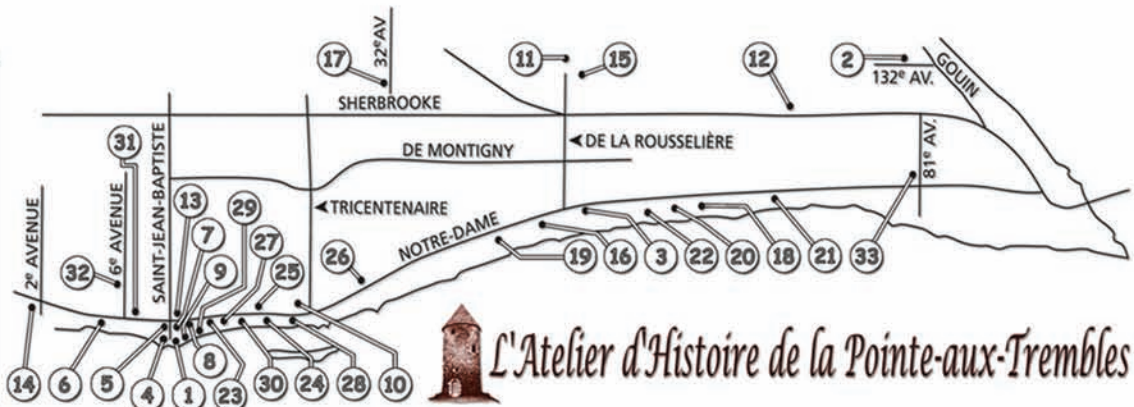 32e AV
17
11
15
12
2
132e AV.
GOUIN
SHERBROOKE
31
DE MONTIGNY
DE LA ROUSSELIÈRE
81e AV.
2e AVENUE
6e AVENUE
SAINT-JEAN-BAPTISTE
13
29
7
27
9
25
TRICENTENAIRE
NOTRE-DAME
26
32
19
16
3
22
20
18
21
33
14
6
5
4
1
8
23
30
24
28
10
L'Atelier d'Histoire de la Pointe-aux-Trembles